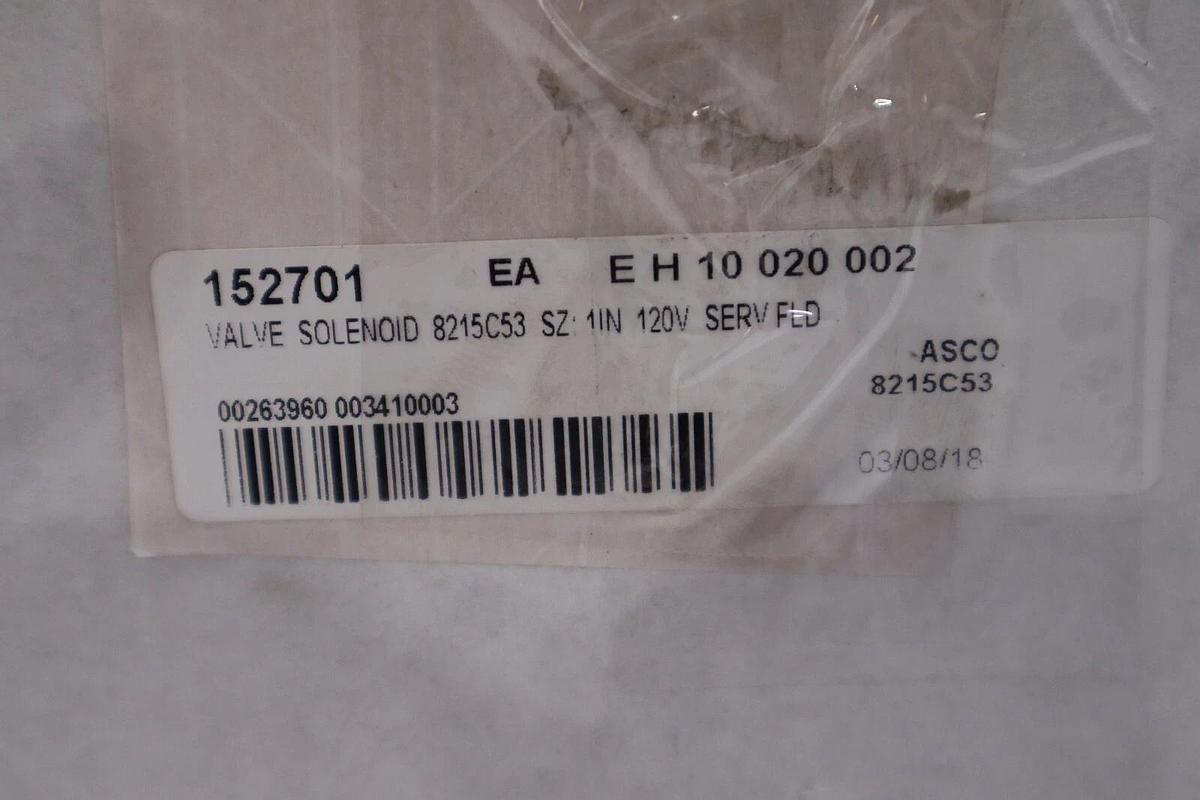 152701 EA E H 10 020 002
VALVE SOLENOID 8215C53 SZ: 1IN 120V SERV FLD
ASCO
8215C53
00263960 003410003
03/08/18